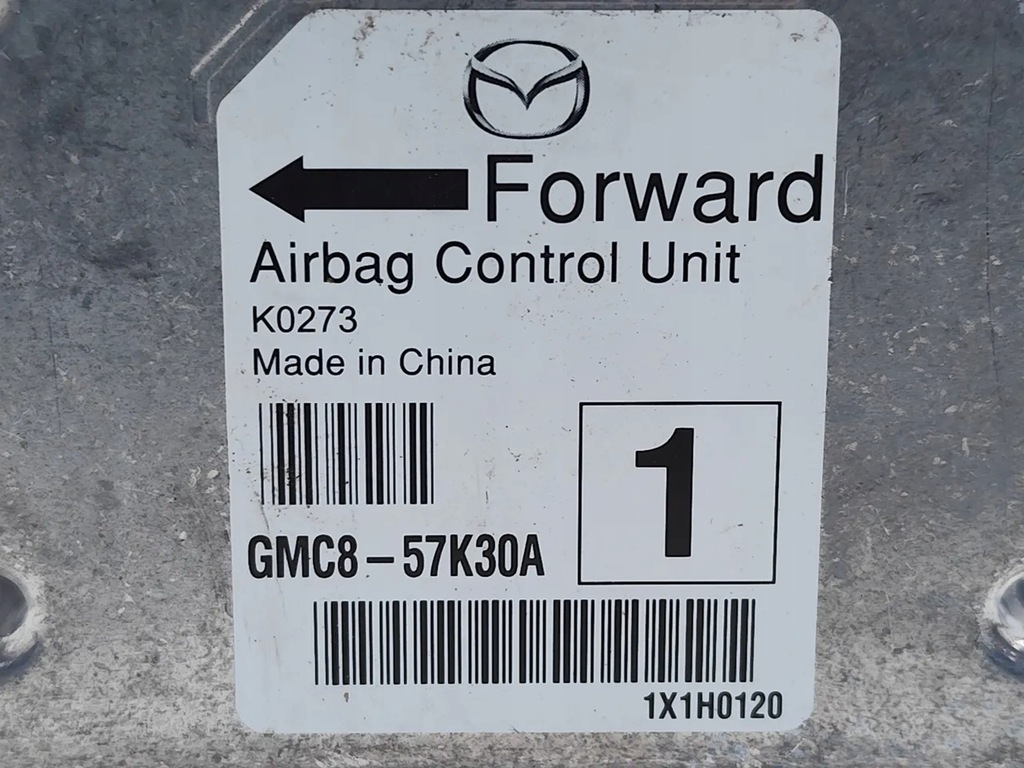 Forward
Airbag Control Unit
K0273
Made in China
1
GMC8-57K30A
1X1H0120